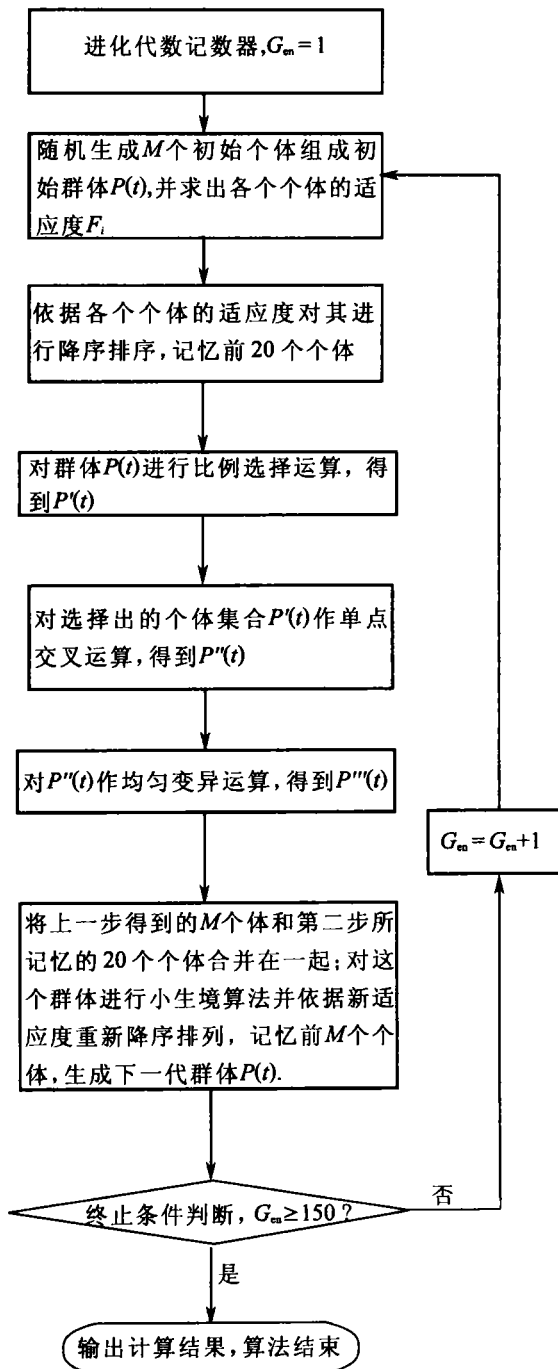 进化代数记数器,Gen=1
随机生成M个初始个体组成初
始群体P(t),并求出各个个体的适
应度Fi
依据各个个体的适应度对其进
行降序排序,记忆前20个个体
对群体P(t)进行比例选择运算,得
到P'(t)
对选择出的个体集合P'(t)作单点
交叉运算,得到P''(t)
对P''(t)作均匀变异运算,得到P'''(t)
Gen=Gen+1
将上一步得到的M个体和第二步所
记忆的20个个体合并在一起;对这
个群体进行小生境算法并依据新适
应度重新降序排列,记忆前M个个
体,生成下一代群体P(t).
否
终止条件判断,Gen≥150?
是
输出计算结果,算法结束